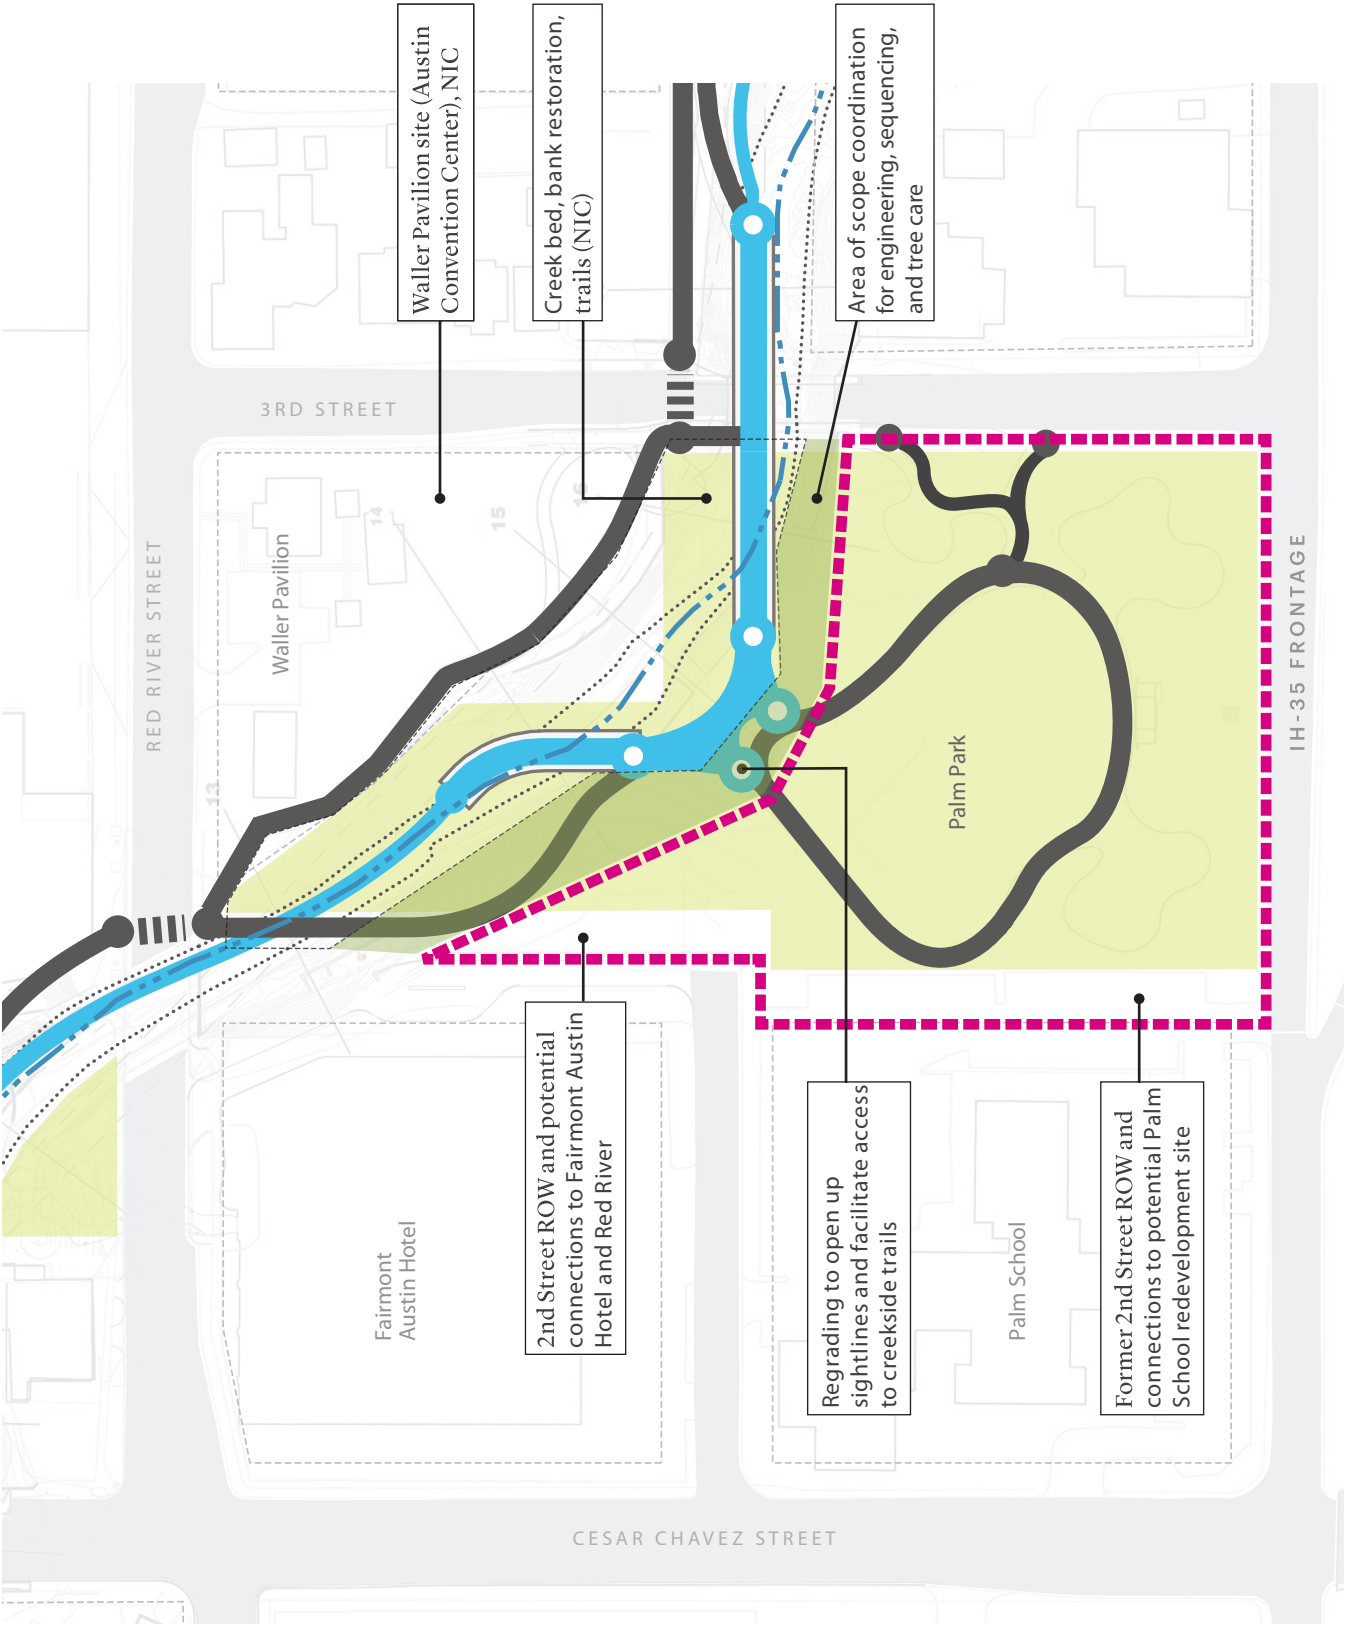 Waller Pavilion site (Austin
Convention Center), NIC
Creek bed, bank restoration,
trails (NIC)
Area of scope coordination
for engineering, sequencing,
and tree care
3RD STREET
RED RIVER STREET
Waller Pavilion
13
14
15
16
IH-35 FRONTAGE
Palm Park
2nd Street ROW and potential
connections to Fairmont Austin
Hotel and Red River
Regrading to open up
sightlines and facilitate access
to creekside trails
Former 2nd Street ROW and
connections to potential Palm
School redevelopment site
Fairmont
Austin Hotel
Palm School
CESAR CHAVEZ STREET